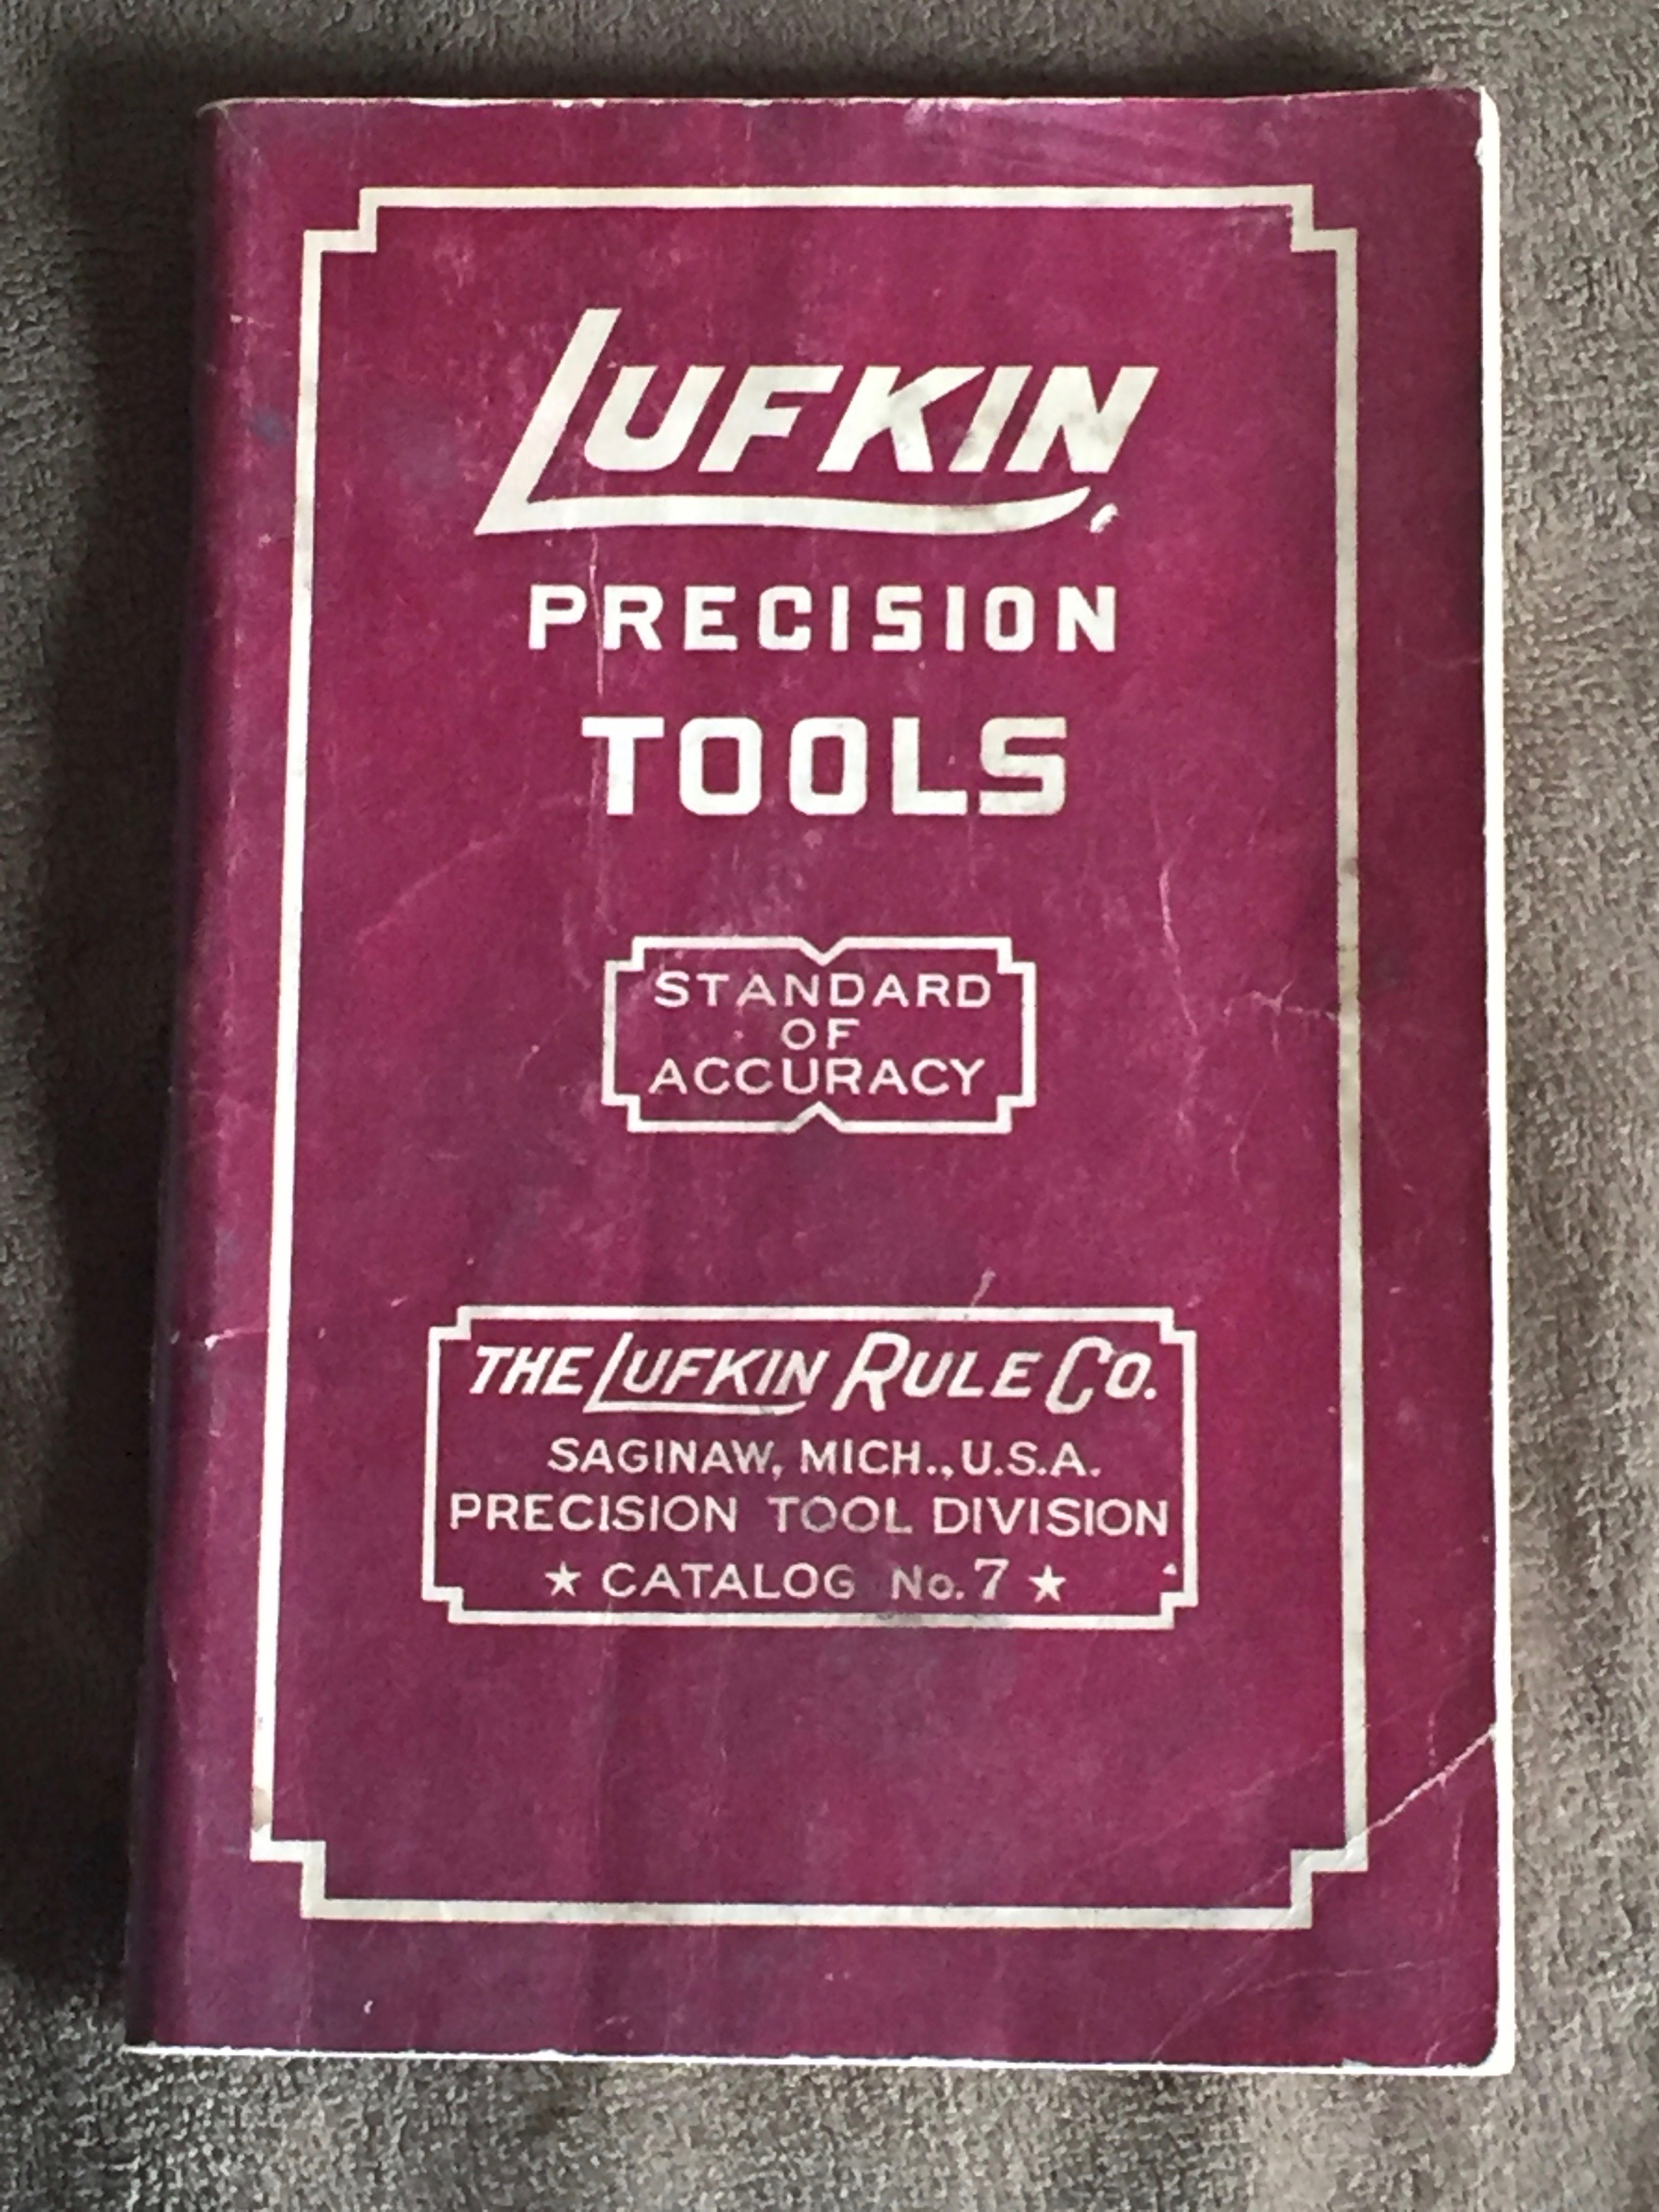 LUFKIN
PRECISION
TOOLS
STANDARD
OF
ACCURACY
THE LUFKIN RULE CO.
SAGINAW, MICH., U.S.A.
PRECISION TOOL DIVISION
★ CATALOG No. 7 ★